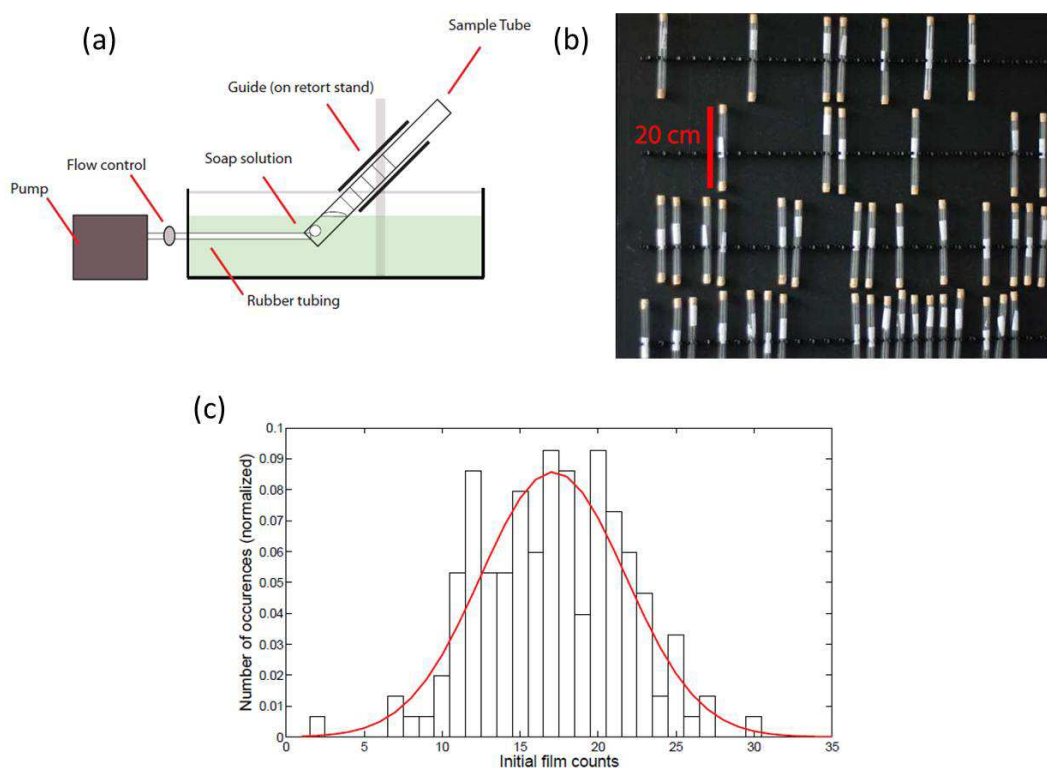 (a)
Sample Tube
Guide (on retort stand)
Soap solution
Flow control
Pump
Rubber tubing
(b)
20 cm
(c)
Number of occurences (normalized)
0.1
0.09
0.08
0.07
0.06
0.05
0.04
0.03
0.02
0.01
0
0 5 10 15 20 25 30 35
Initial film counts